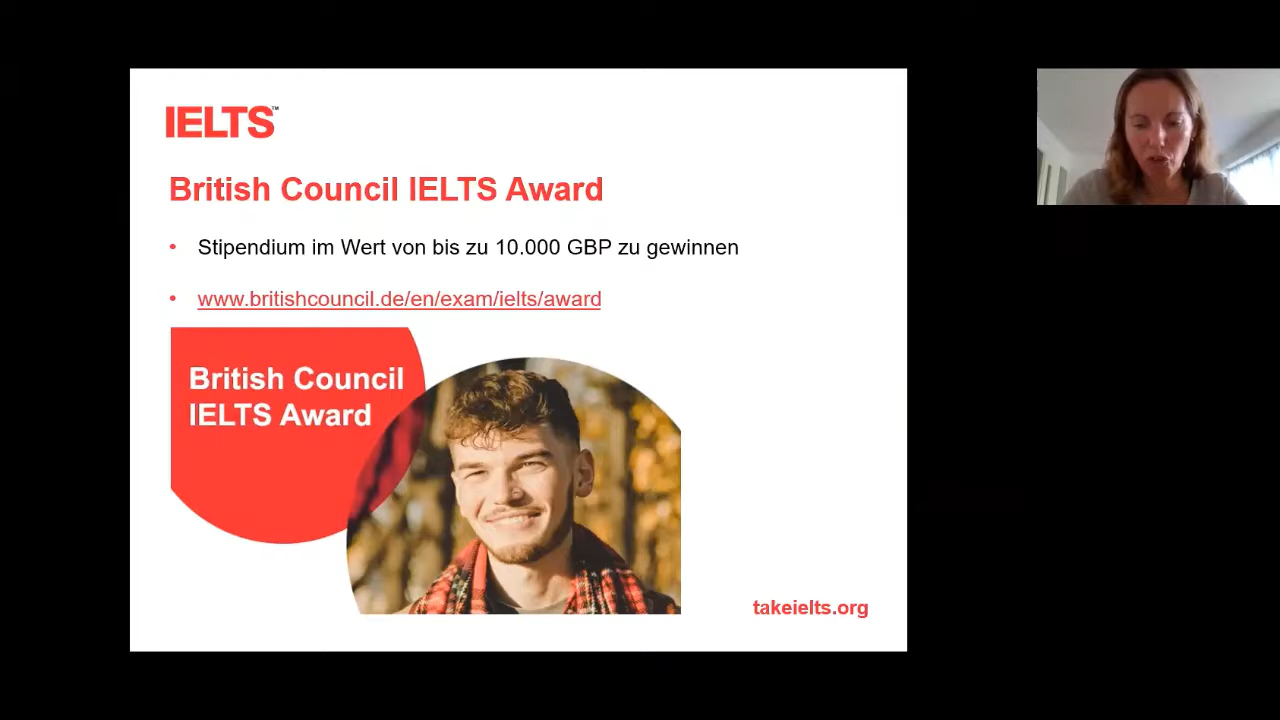 IELTS™
British Council IELTS Award
• Stipendium im Wert von bis zu 10.000 GBP zu gewinnen
• www.britishcouncil.de/en/exam/ielts/award
British Council
IELTS Award
takeielts.org